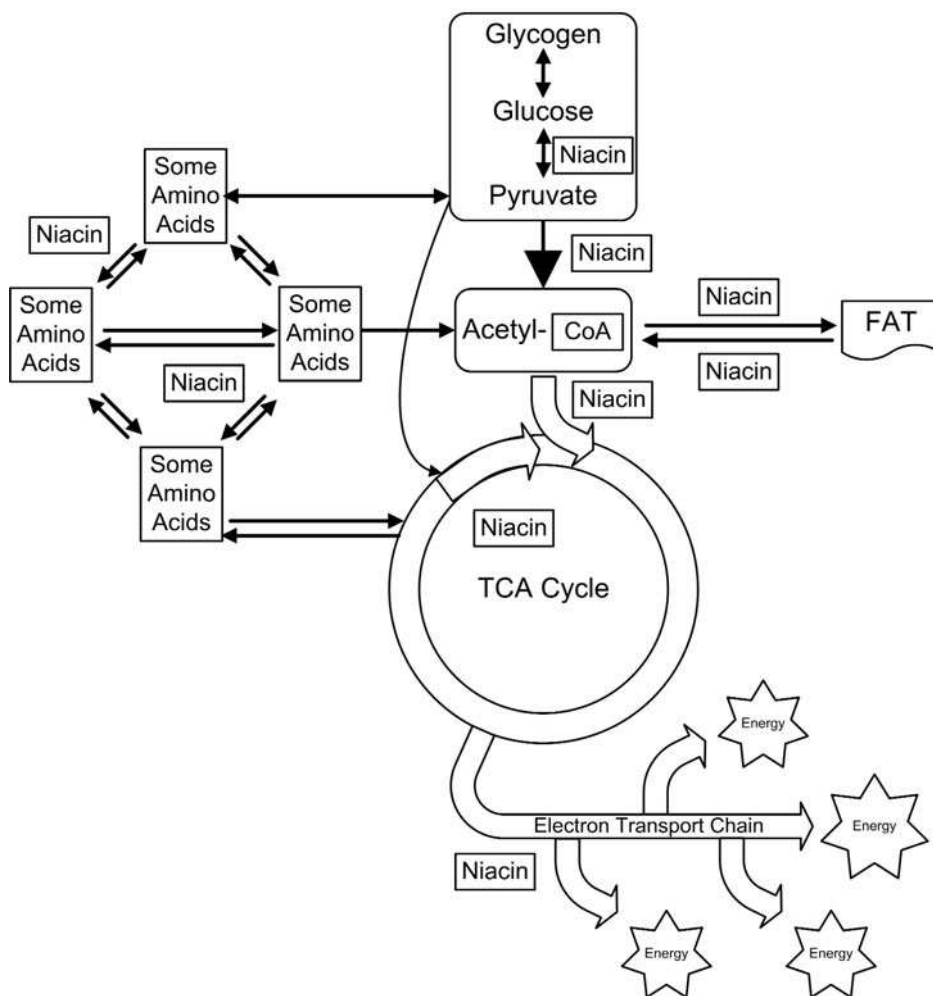 Glycogen
Glucose
Niacin
Pyruvate
Some
Amino
Acids
Niacin
Niacin
Some
Amino
Acids
Some
Amino
Acids
Acetyl- CoA
Niacin
FAT
Niacin
Niacin
Niacin
Some
Amino
Acids
Niacin
TCA Cycle
Energy
Electron Transport Chain
Energy
Niacin
Energy
Energy